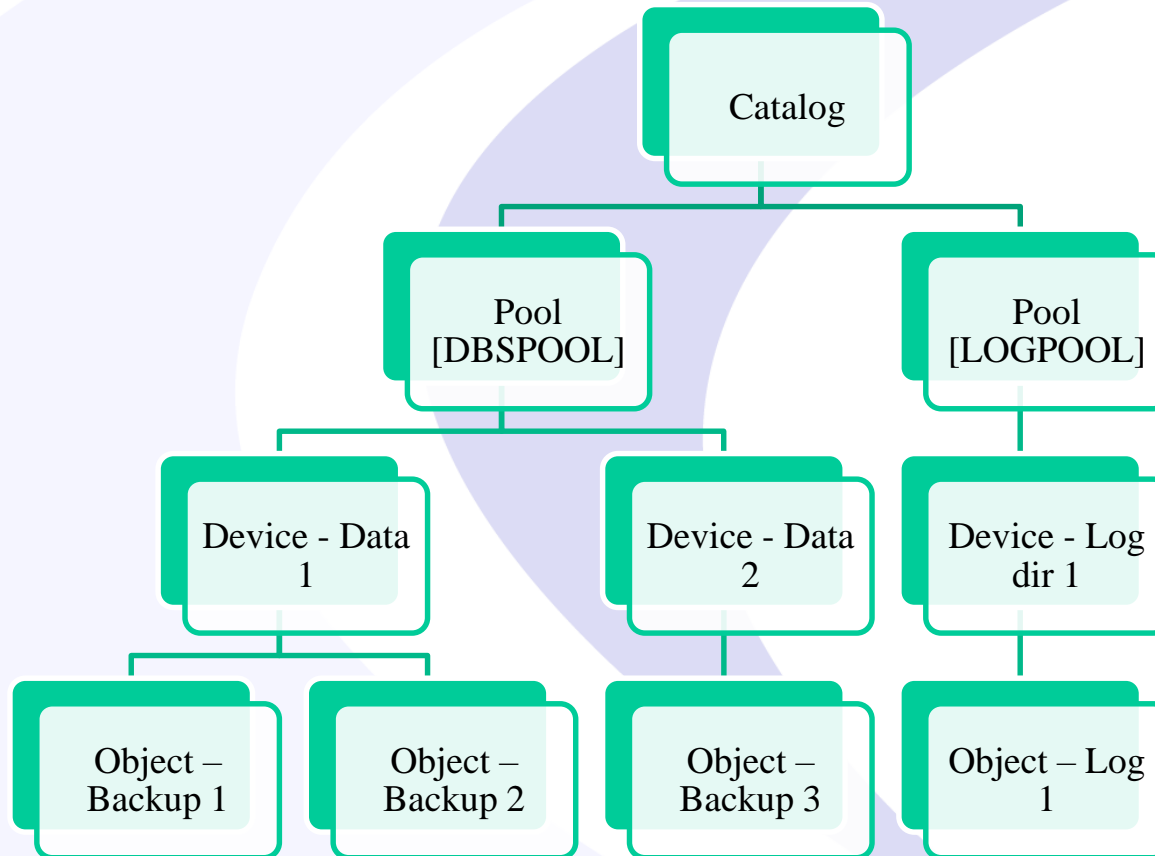 Catalog
Pool
[DBSPOOL]
Pool
[LOGPOOL]
Device - Data
1
Device - Data
2
Device - Log
dir 1
Object –
Backup 1
Object –
Backup 2
Object –
Backup 3
Object – Log
1